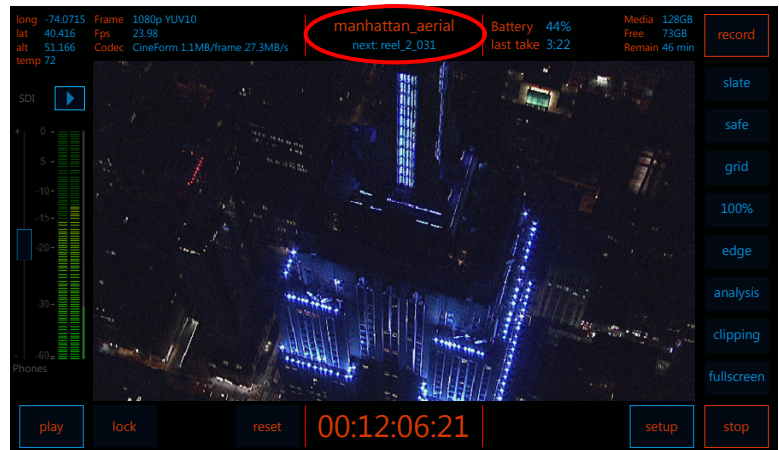 long -74.0715
lat 40.416
alt 51.166
temp 72
Frame 1080p YUV10
Fps 23.98
Codec CineForm 1.1MB/frame 27.3MB/s
manhattan_aerial
next: reel_2_031
Battery 44%
last take 3:22
Media 128GB
Free 73GB
Remain 46 min
record
SDI
slate
safe
grid
100%
edge
analysis
clipping
fullscreen
+ 0 -
5 -
-10-
-15-
-20-
-30-
- -60
Phones
play
lock
reset
00:12:06:21
setup
stop